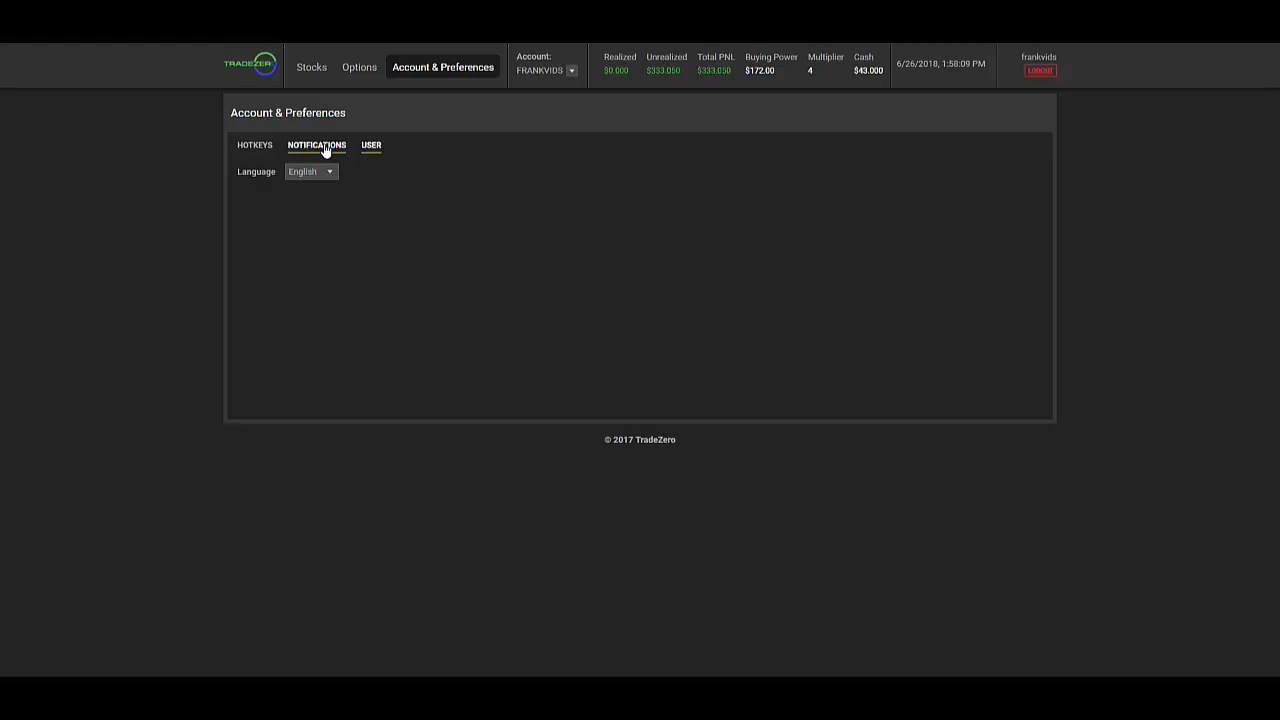 TRADEZERO
Stocks Options Account & Preferences
Account:
FRANKVIDS
Realized Unrealized Total PNL Buying Power Multiplier Cash
$0.000 $333.050 $333.050 $172.00 4 $43.000
6/26/2018, 1:58:09 PM
frankvids
LOGOUT
Account & Preferences
HOTKEYS NOTIFICATIONS USER
Language English
© 2017 TradeZero